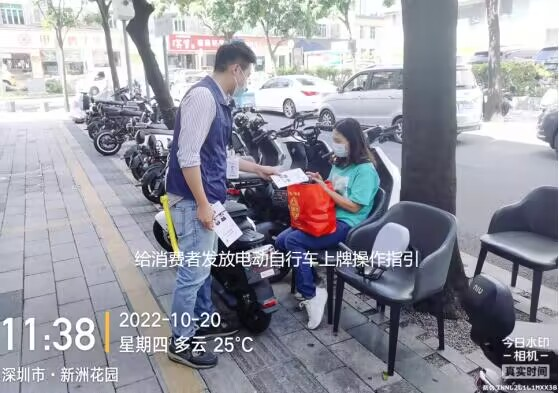 给消费者发放电动自行车上牌操作指引
11:38
2022-10-20
星期四 多云 25°C
深圳市·新洲花园
今日水印
相机
真实时间
NIU